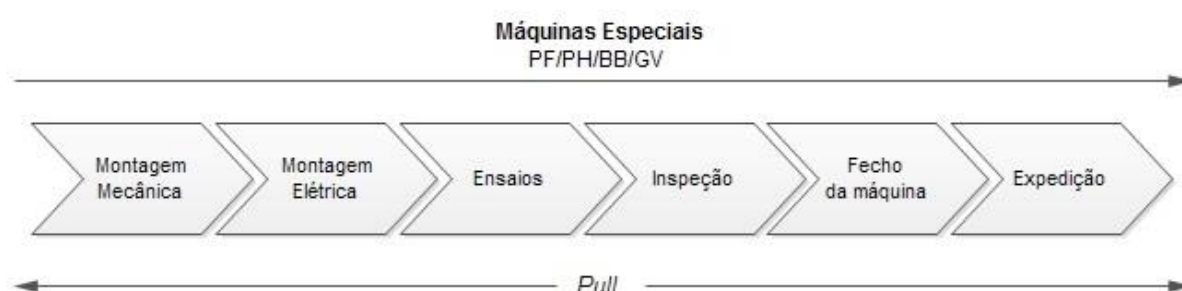 Máquinas Especiais
PF/PH/BB/GV
Montagem
Mecânica
Montagem
Elétrica
Ensaios
Inspeção
Fecho
da máquina
Expedição
Pull